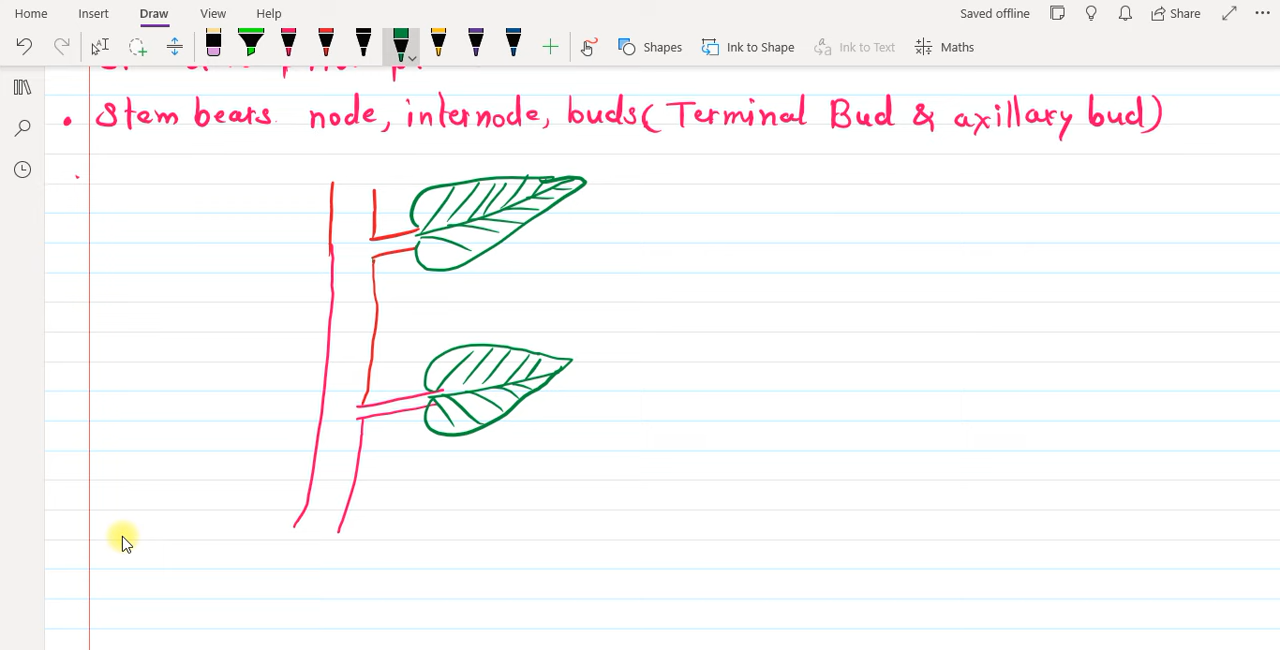 Home Insert Draw View Help Saved offline Share
Shapes Ink to Shape Ink to Text Maths
• Stem bears node, internode, buds( Terminal Bud & axillary bud)